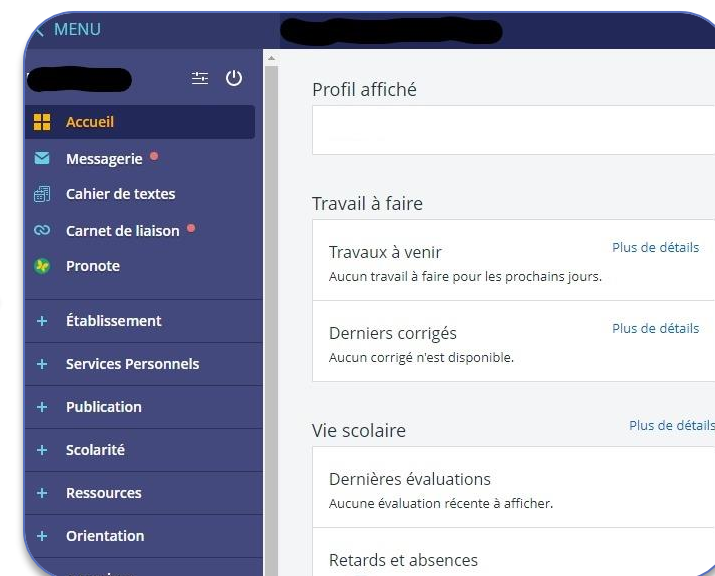 MENU
Accueil
Messagerie
Cahier de textes
Carnet de liaison
Pronote
Établissement
Services Personnels
Publication
Scolarité
Ressources
Orientation
Profil affiché
Travail à faire
Travaux à venir
Plus de détails
Aucun travail à faire pour les prochains jours.
Derniers corrigés
Plus de détails
Aucun corrigé n'est disponible.
Vie scolaire
Plus de détails
Dernières évaluations
Aucune évaluation récente à afficher.
Retards et absences